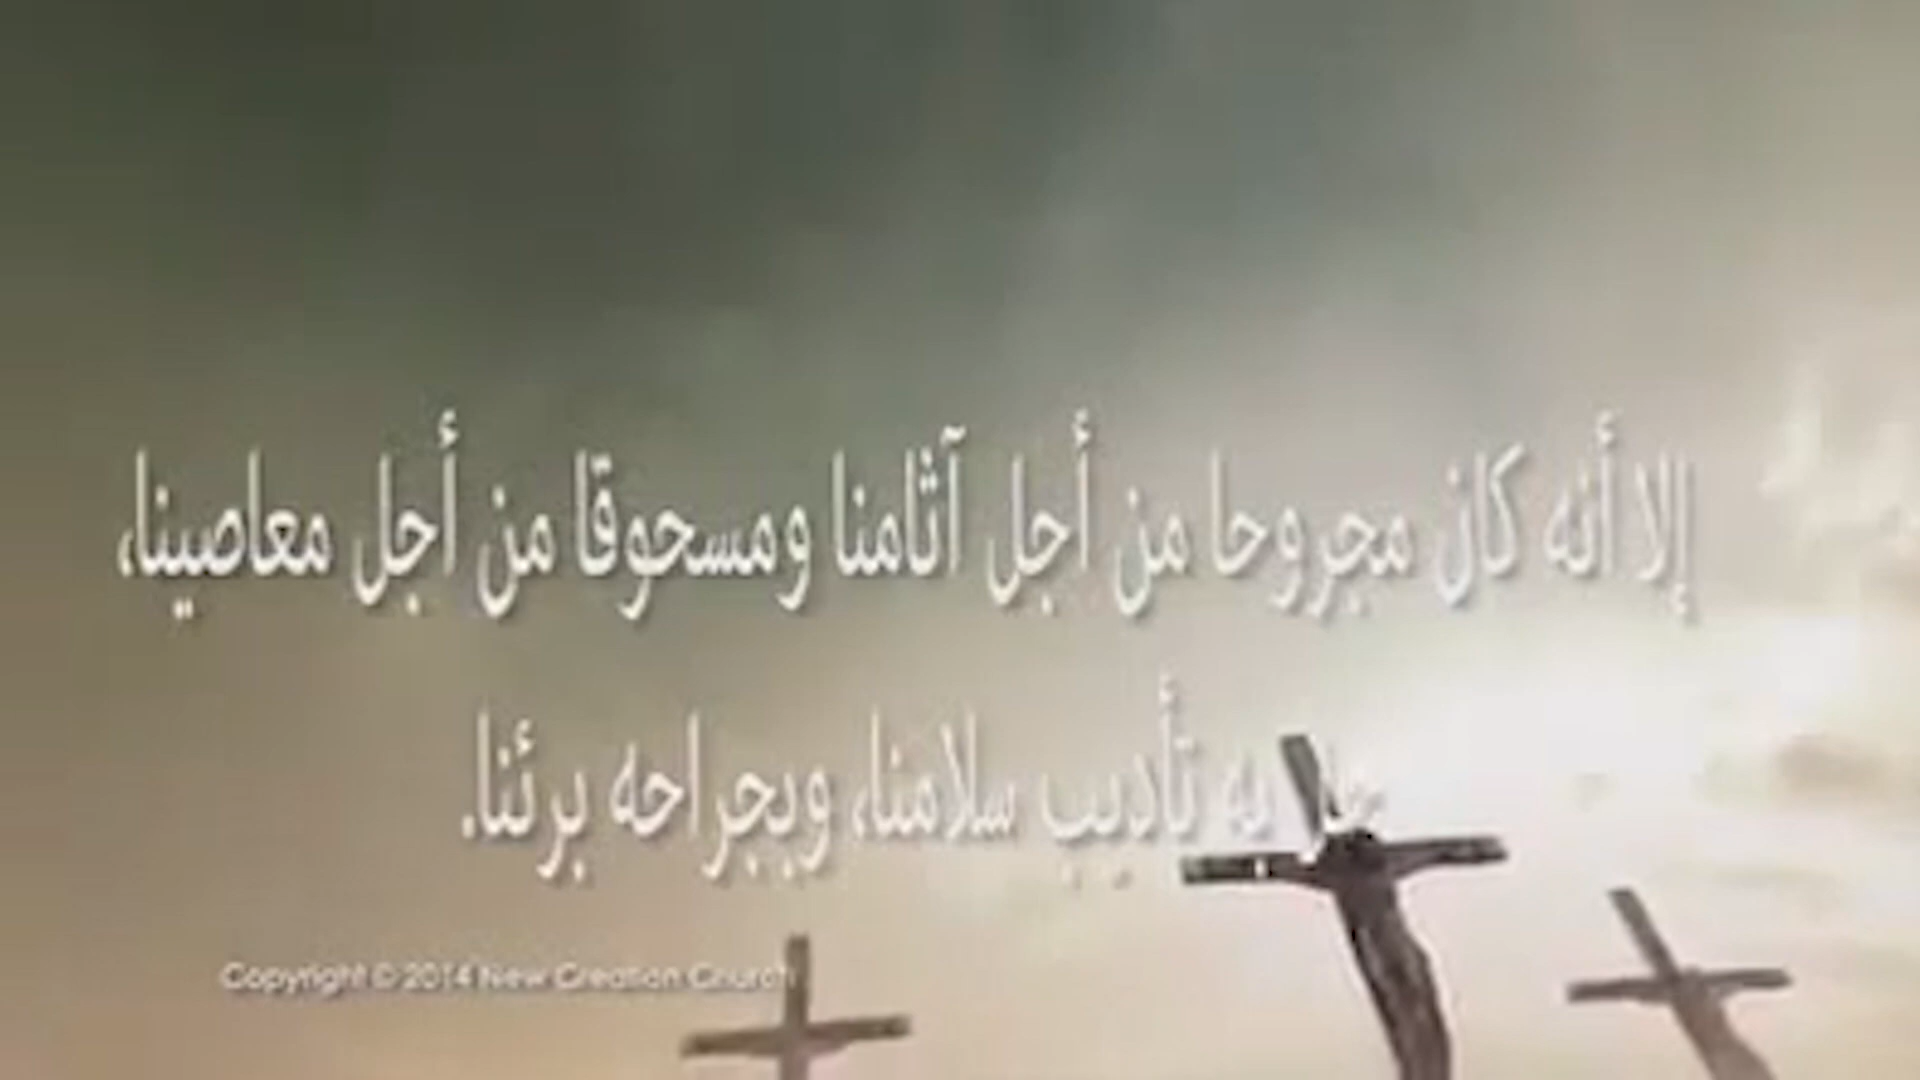 إلا أنه كان مجروحا من أجل آثامنا ومسحوقا من أجل معاصينا،
به تأديب سلامنا، وبجراحه برئنا.
Copyright © 2014 New Creation Church